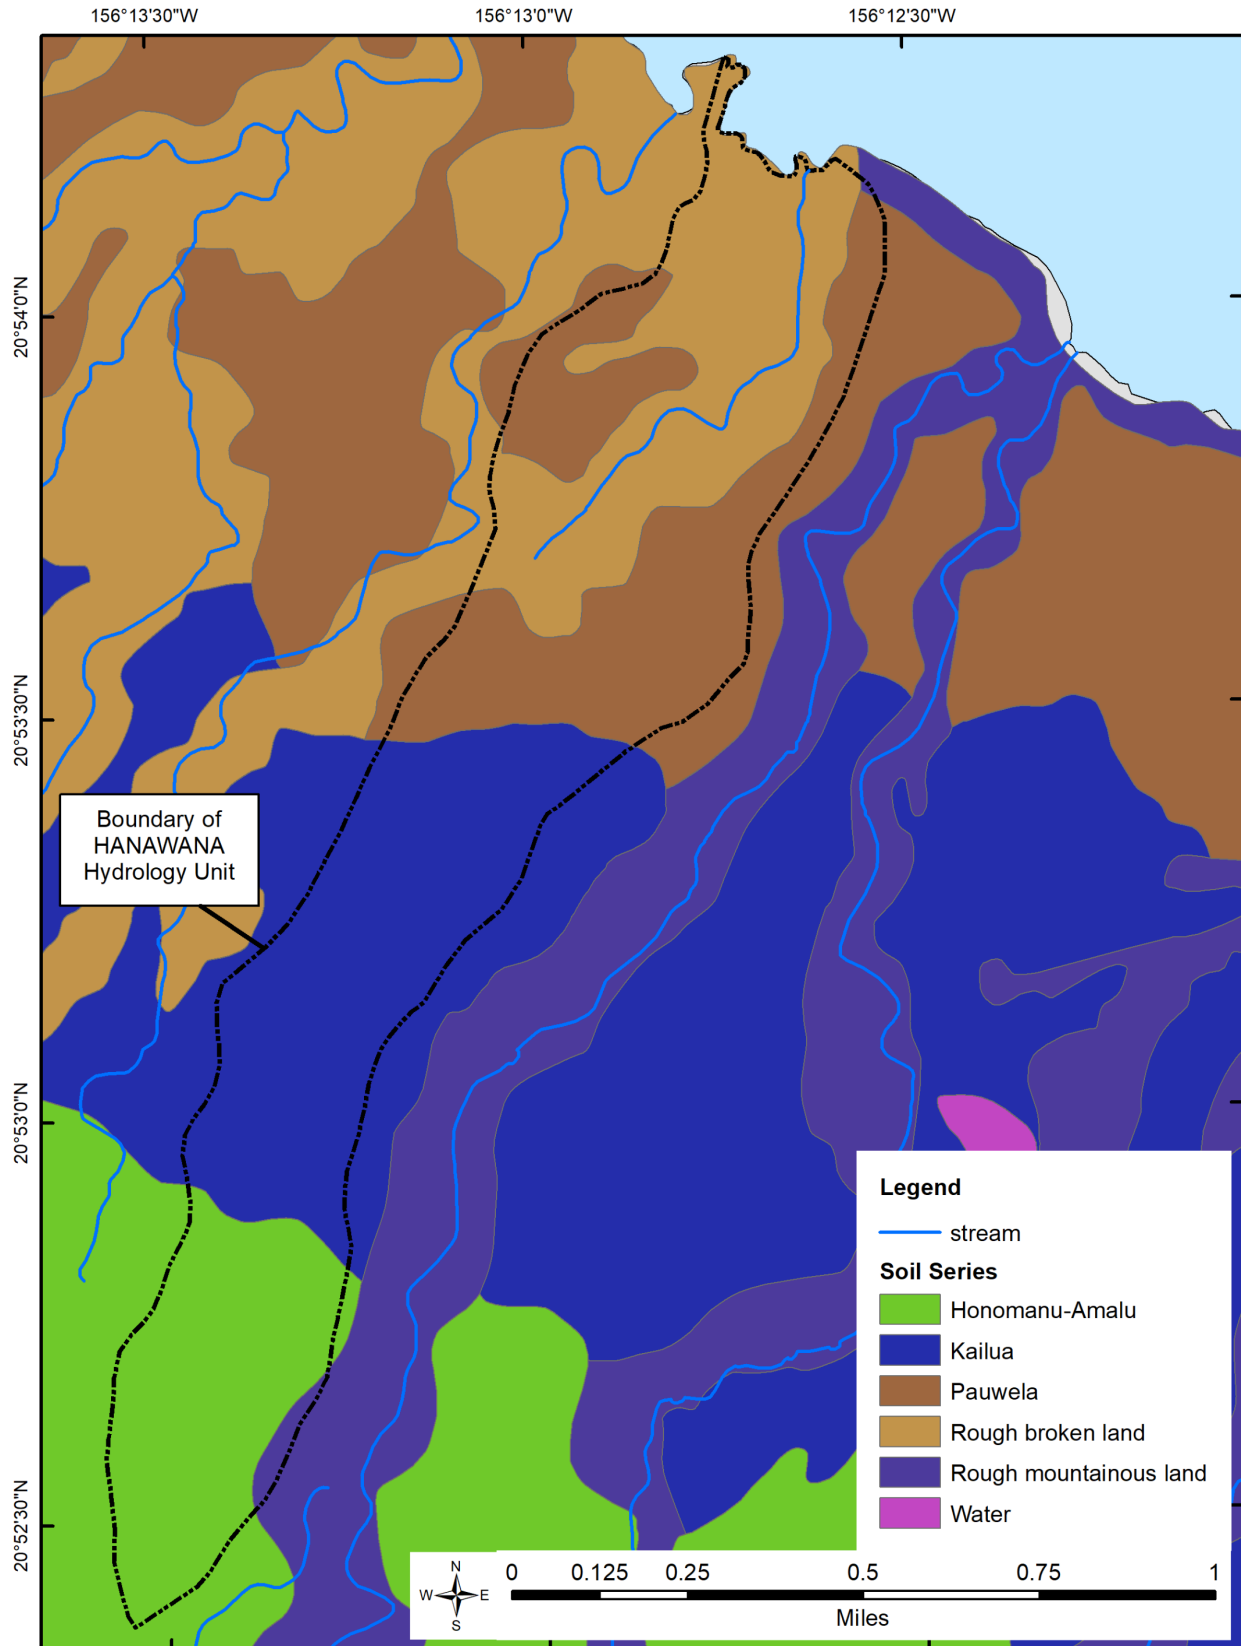 156°13'30"W
156°13'0"W
156°12'30"W
20°54'0"N
20°53'30"N
20°53'0"N
20°52'30"N
Boundary of
HANAWANA
Hydrology Unit
Legend
stream
Soil Series
Honomanu-Amalu
Kailua
Pauwela
Rough broken land
Rough mountainous land
Water
N
W
E
S
0 0.125 0.25 0.5 0.75 1
Miles